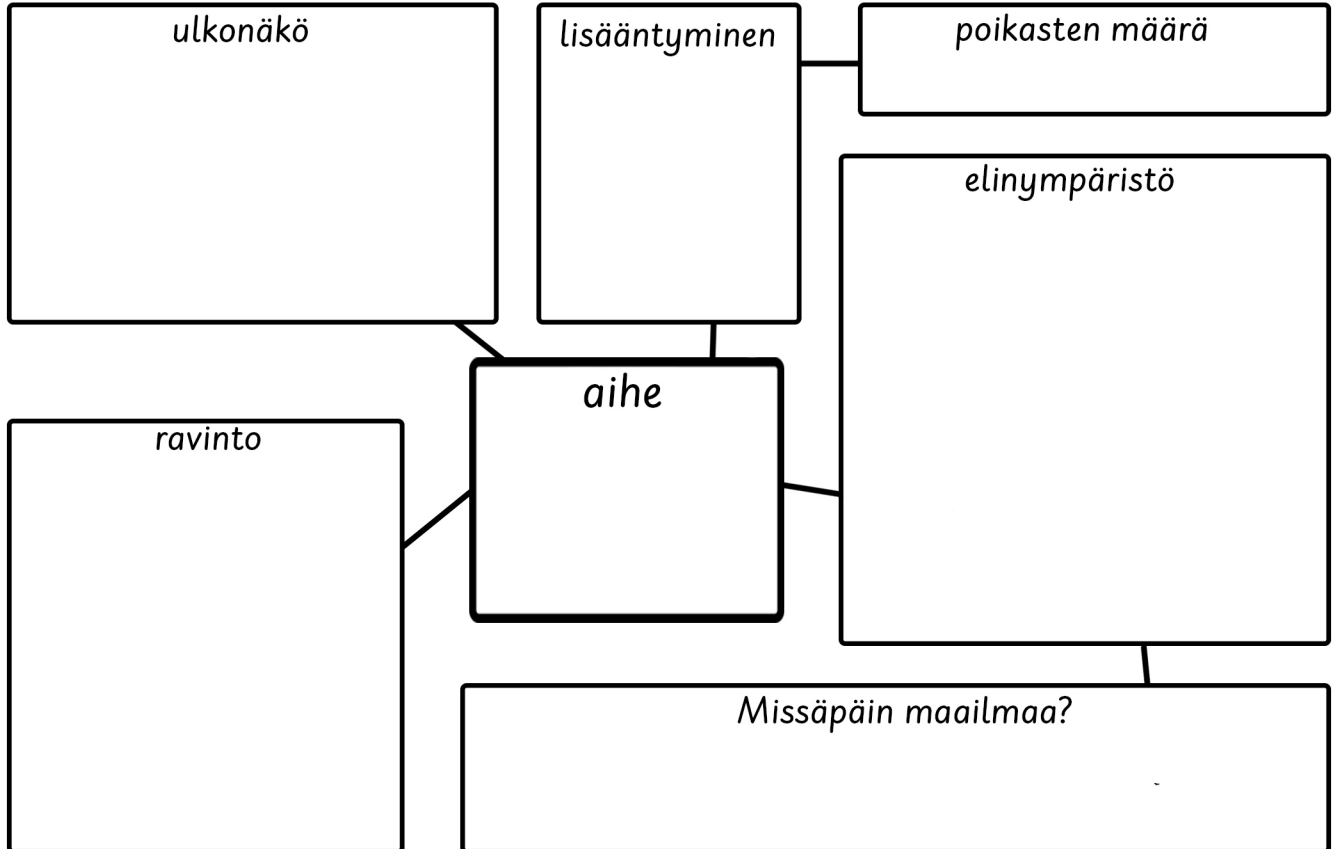 ulkonäkö
lisääntyminen
poikasten määrä
elinympäristö
aihe
ravinto
Missäpäin maailmaa?